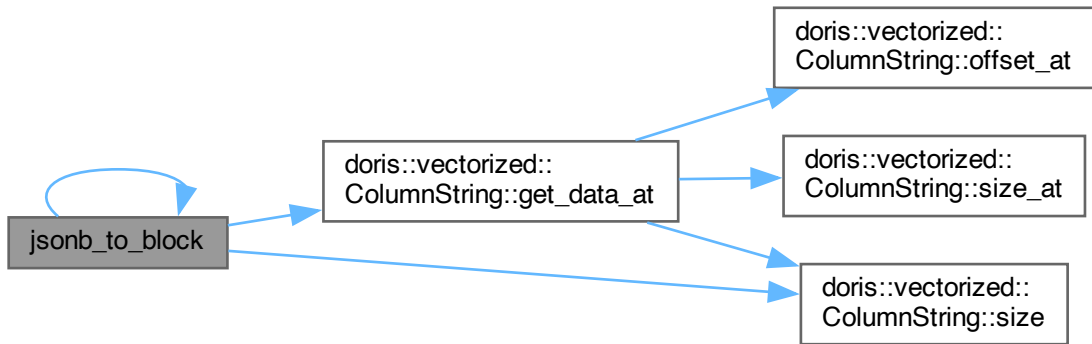 doris::vectorized::
ColumnString::offset_at
doris::vectorized::
ColumnString::get_data_at
doris::vectorized::
ColumnString::size_at
jsonb_to_block
doris::vectorized::
ColumnString::size